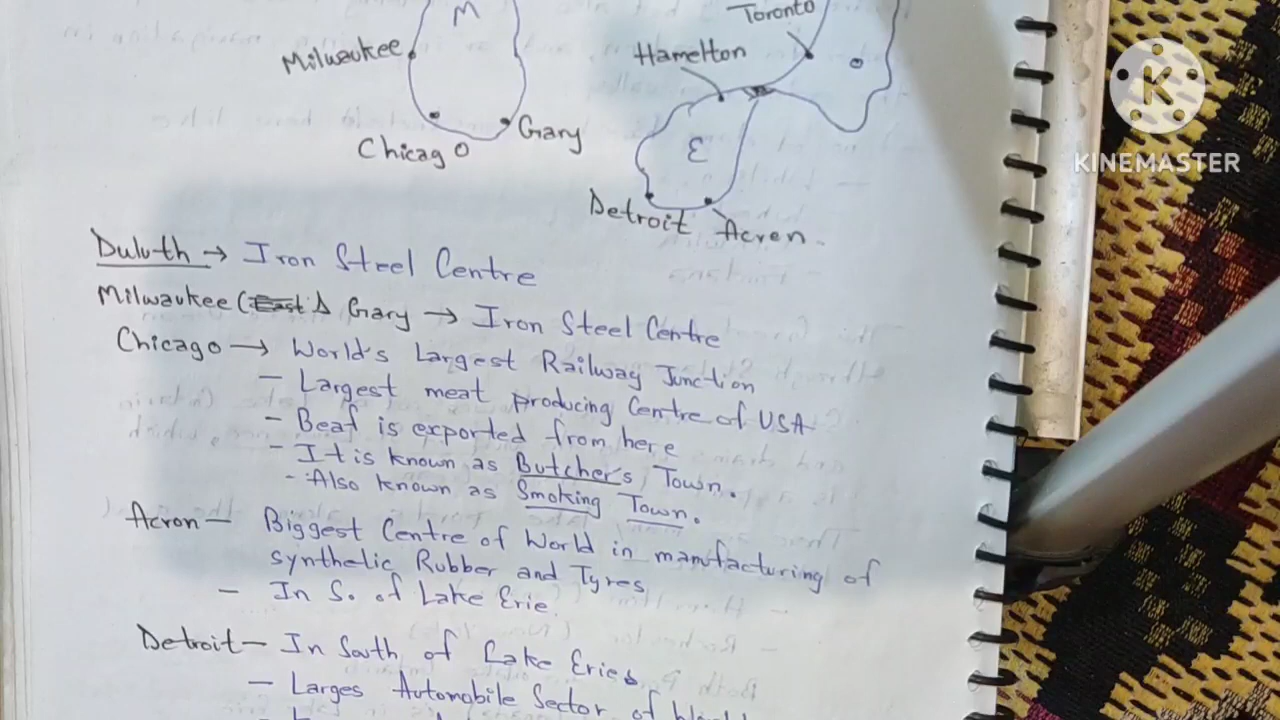 M
Toronto
Milwaukee
Hamelton
K
KINEMASTER
Gary
Chicago
E
Detroit Acren.
Duluth → Iron Steel Centre
Milwaukee ( Gary → Iron Steel Centre
Chicago → World's Largest Railway Junction
- Largest meat producing Centre of USA
- Beaf is exported from here
- It is known as Butcher's Town.
- Also known as Smoking Town.
Acron - Biggest Centre of World in manufacturing of
synthetic Rubber and Tyres
- In S. of Lake Erie
Detroit - In South of Lake Erie
- Larges Automobile Sector of